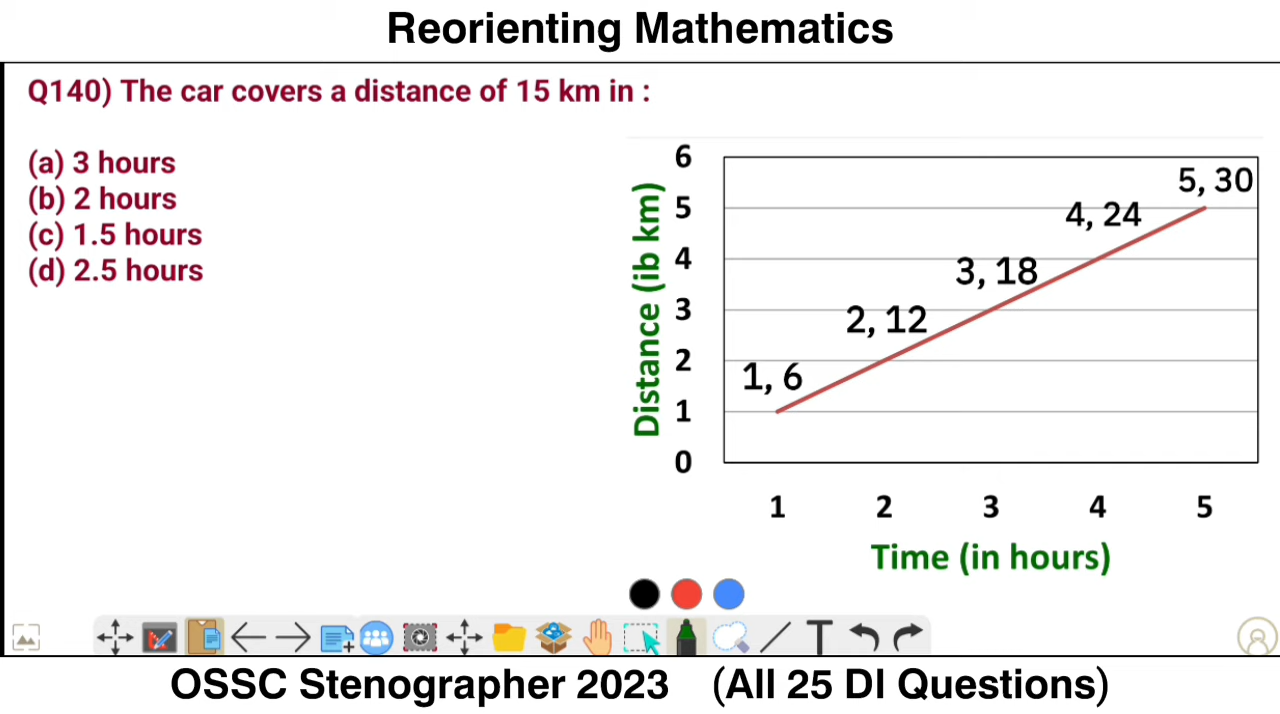 Reorienting Mathematics
Q140) The car covers a distance of 15 km in :
(a) 3 hours
(b) 2 hours
(c) 1.5 hours
(d) 2.5 hours
Distance (ib km)
6
5
4
3
2
1
0
1, 6
2, 12
3, 18
4, 24
5, 30
1 2 3 4 5
Time (in hours)
T
OSSC Stenographer 2023 (All 25 DI Questions)